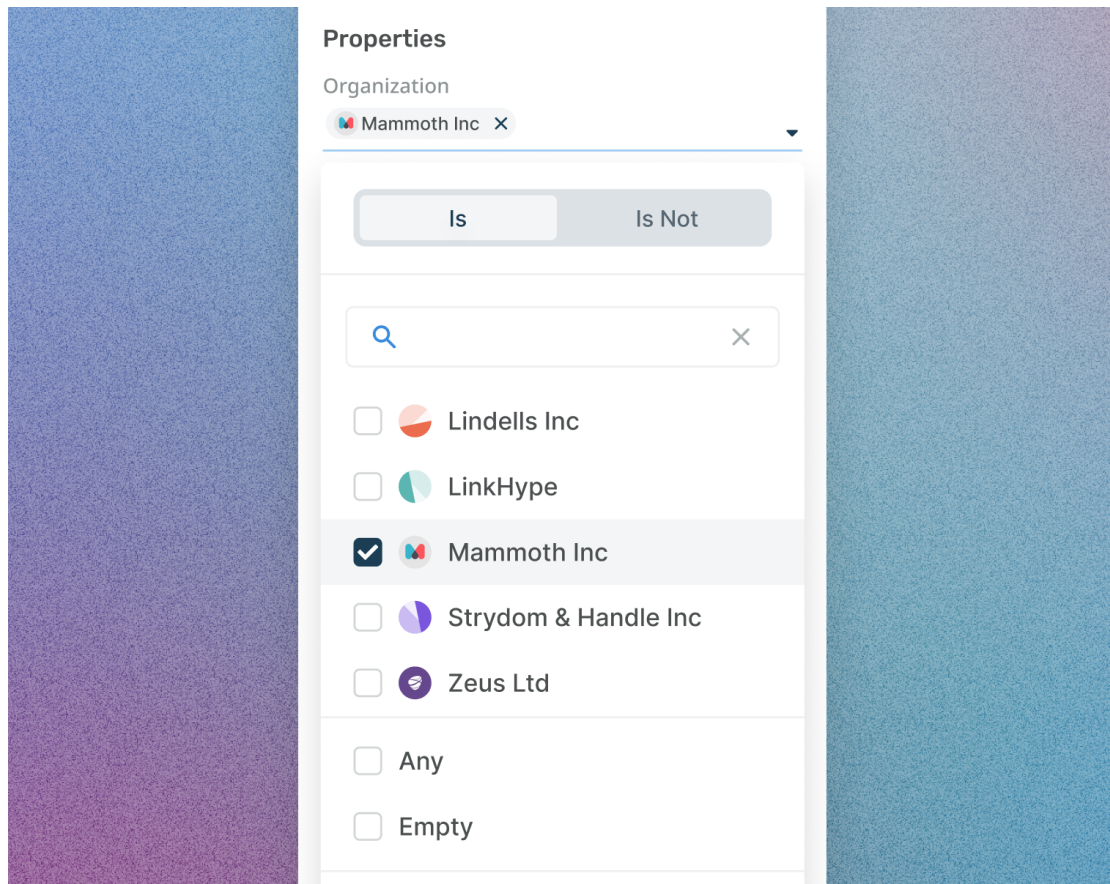 Properties
Organization
Mammoth Inc
Is
Is Not
Lindells Inc
LinkHype
Mammoth Inc
Strydom & Handle Inc
Zeus Ltd
Any
Empty